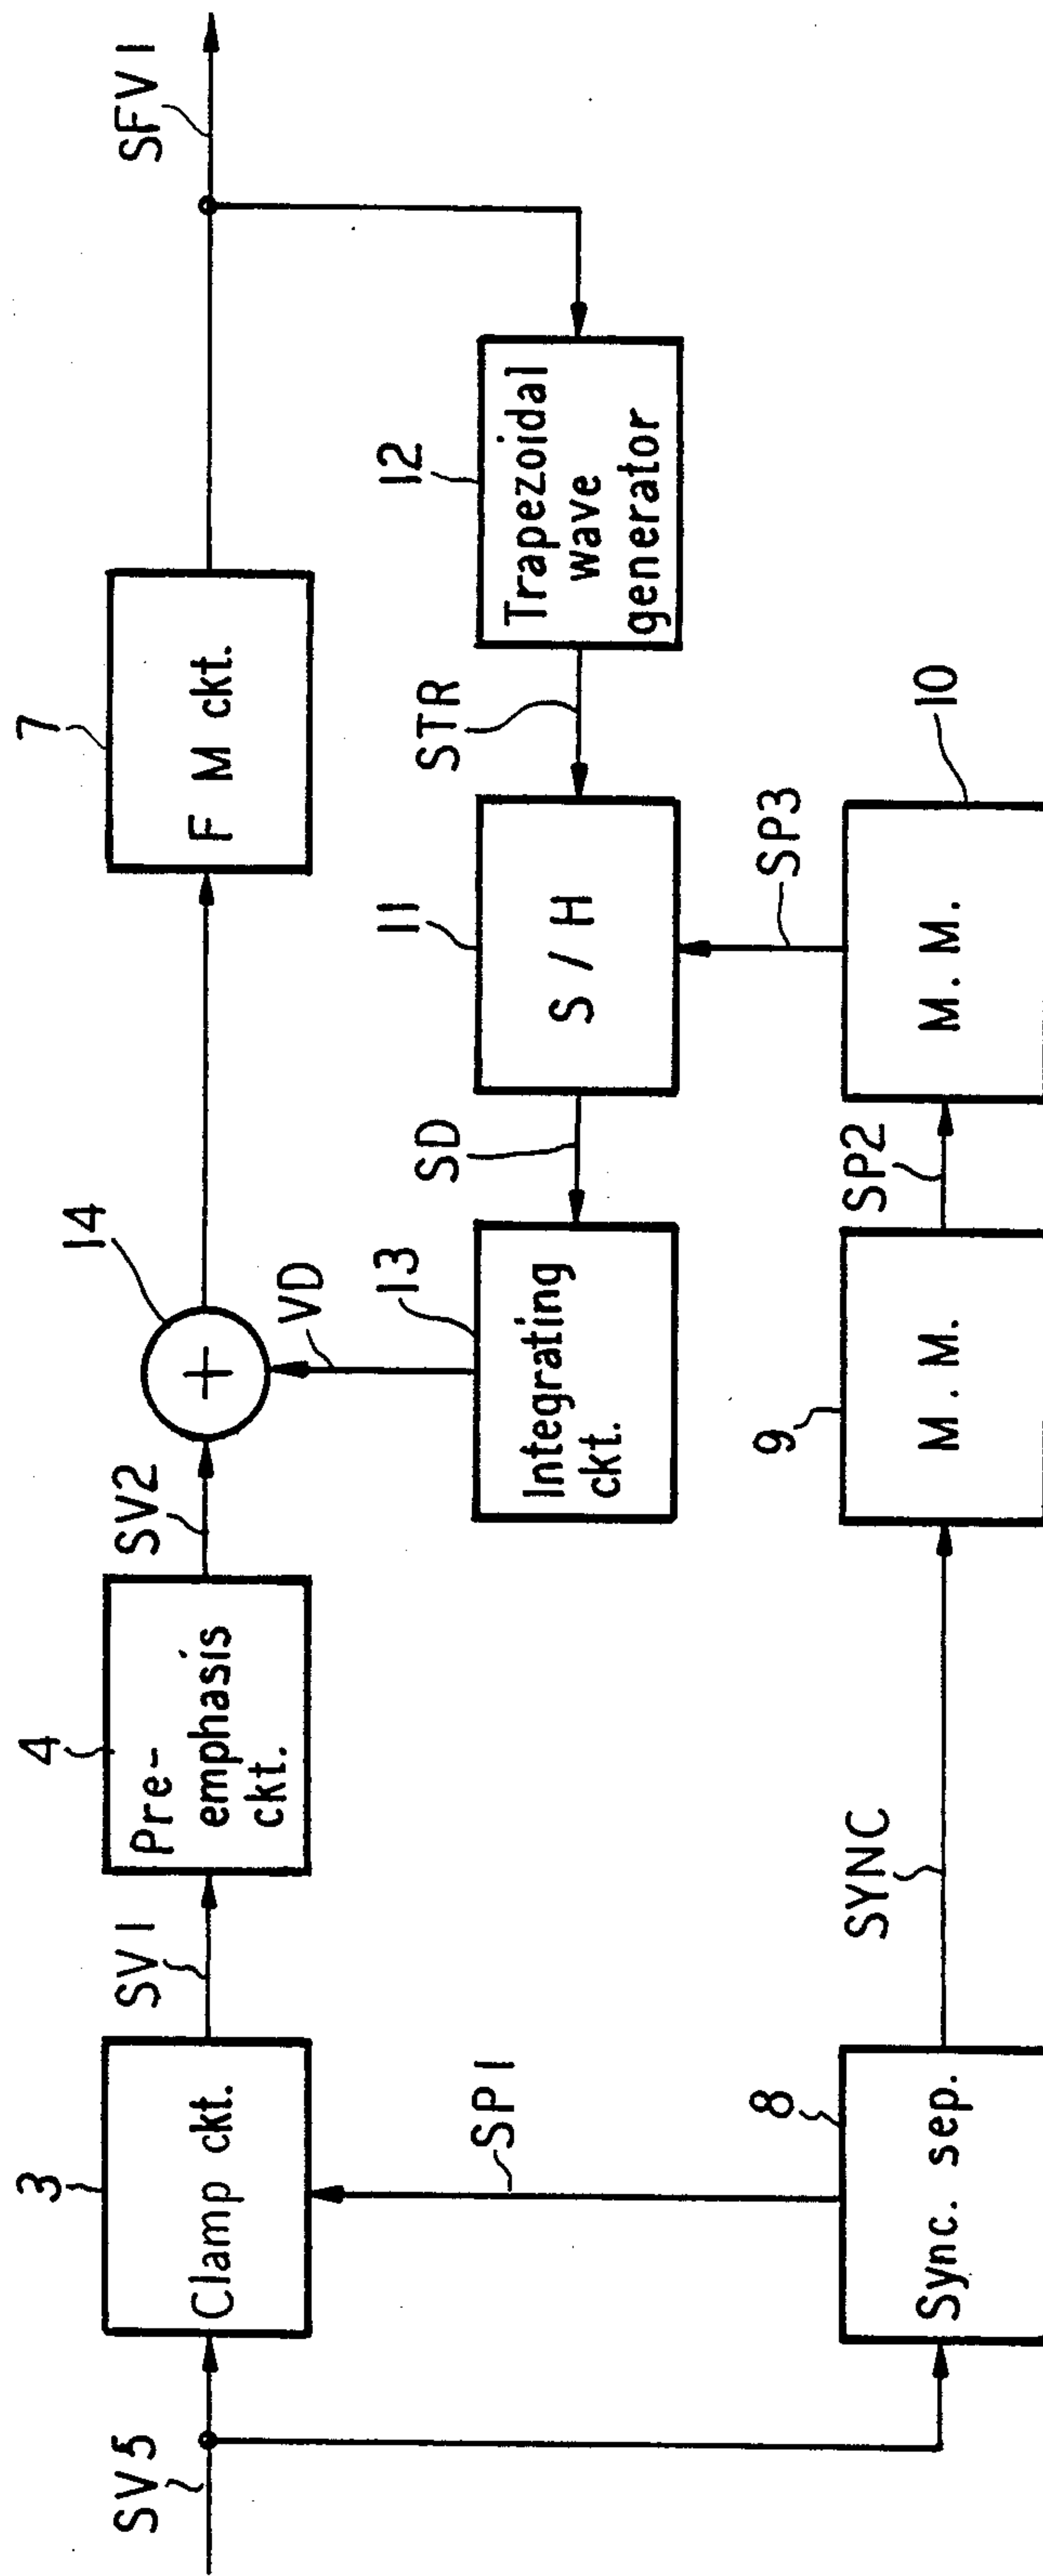 SV5
3
Clamp ckt.
SV1
4
Pre-
emphasis
ckt.
SV2
14
+
7
F M ckt.
SFV1
VD
13
Integrating
ckt.
SD
11
S / H
STR
12
Trapezoidal
wave
generator
SP1
8
Sync. sep.
SYNC
9
M. M.
SP2
10
M. M.
SP3